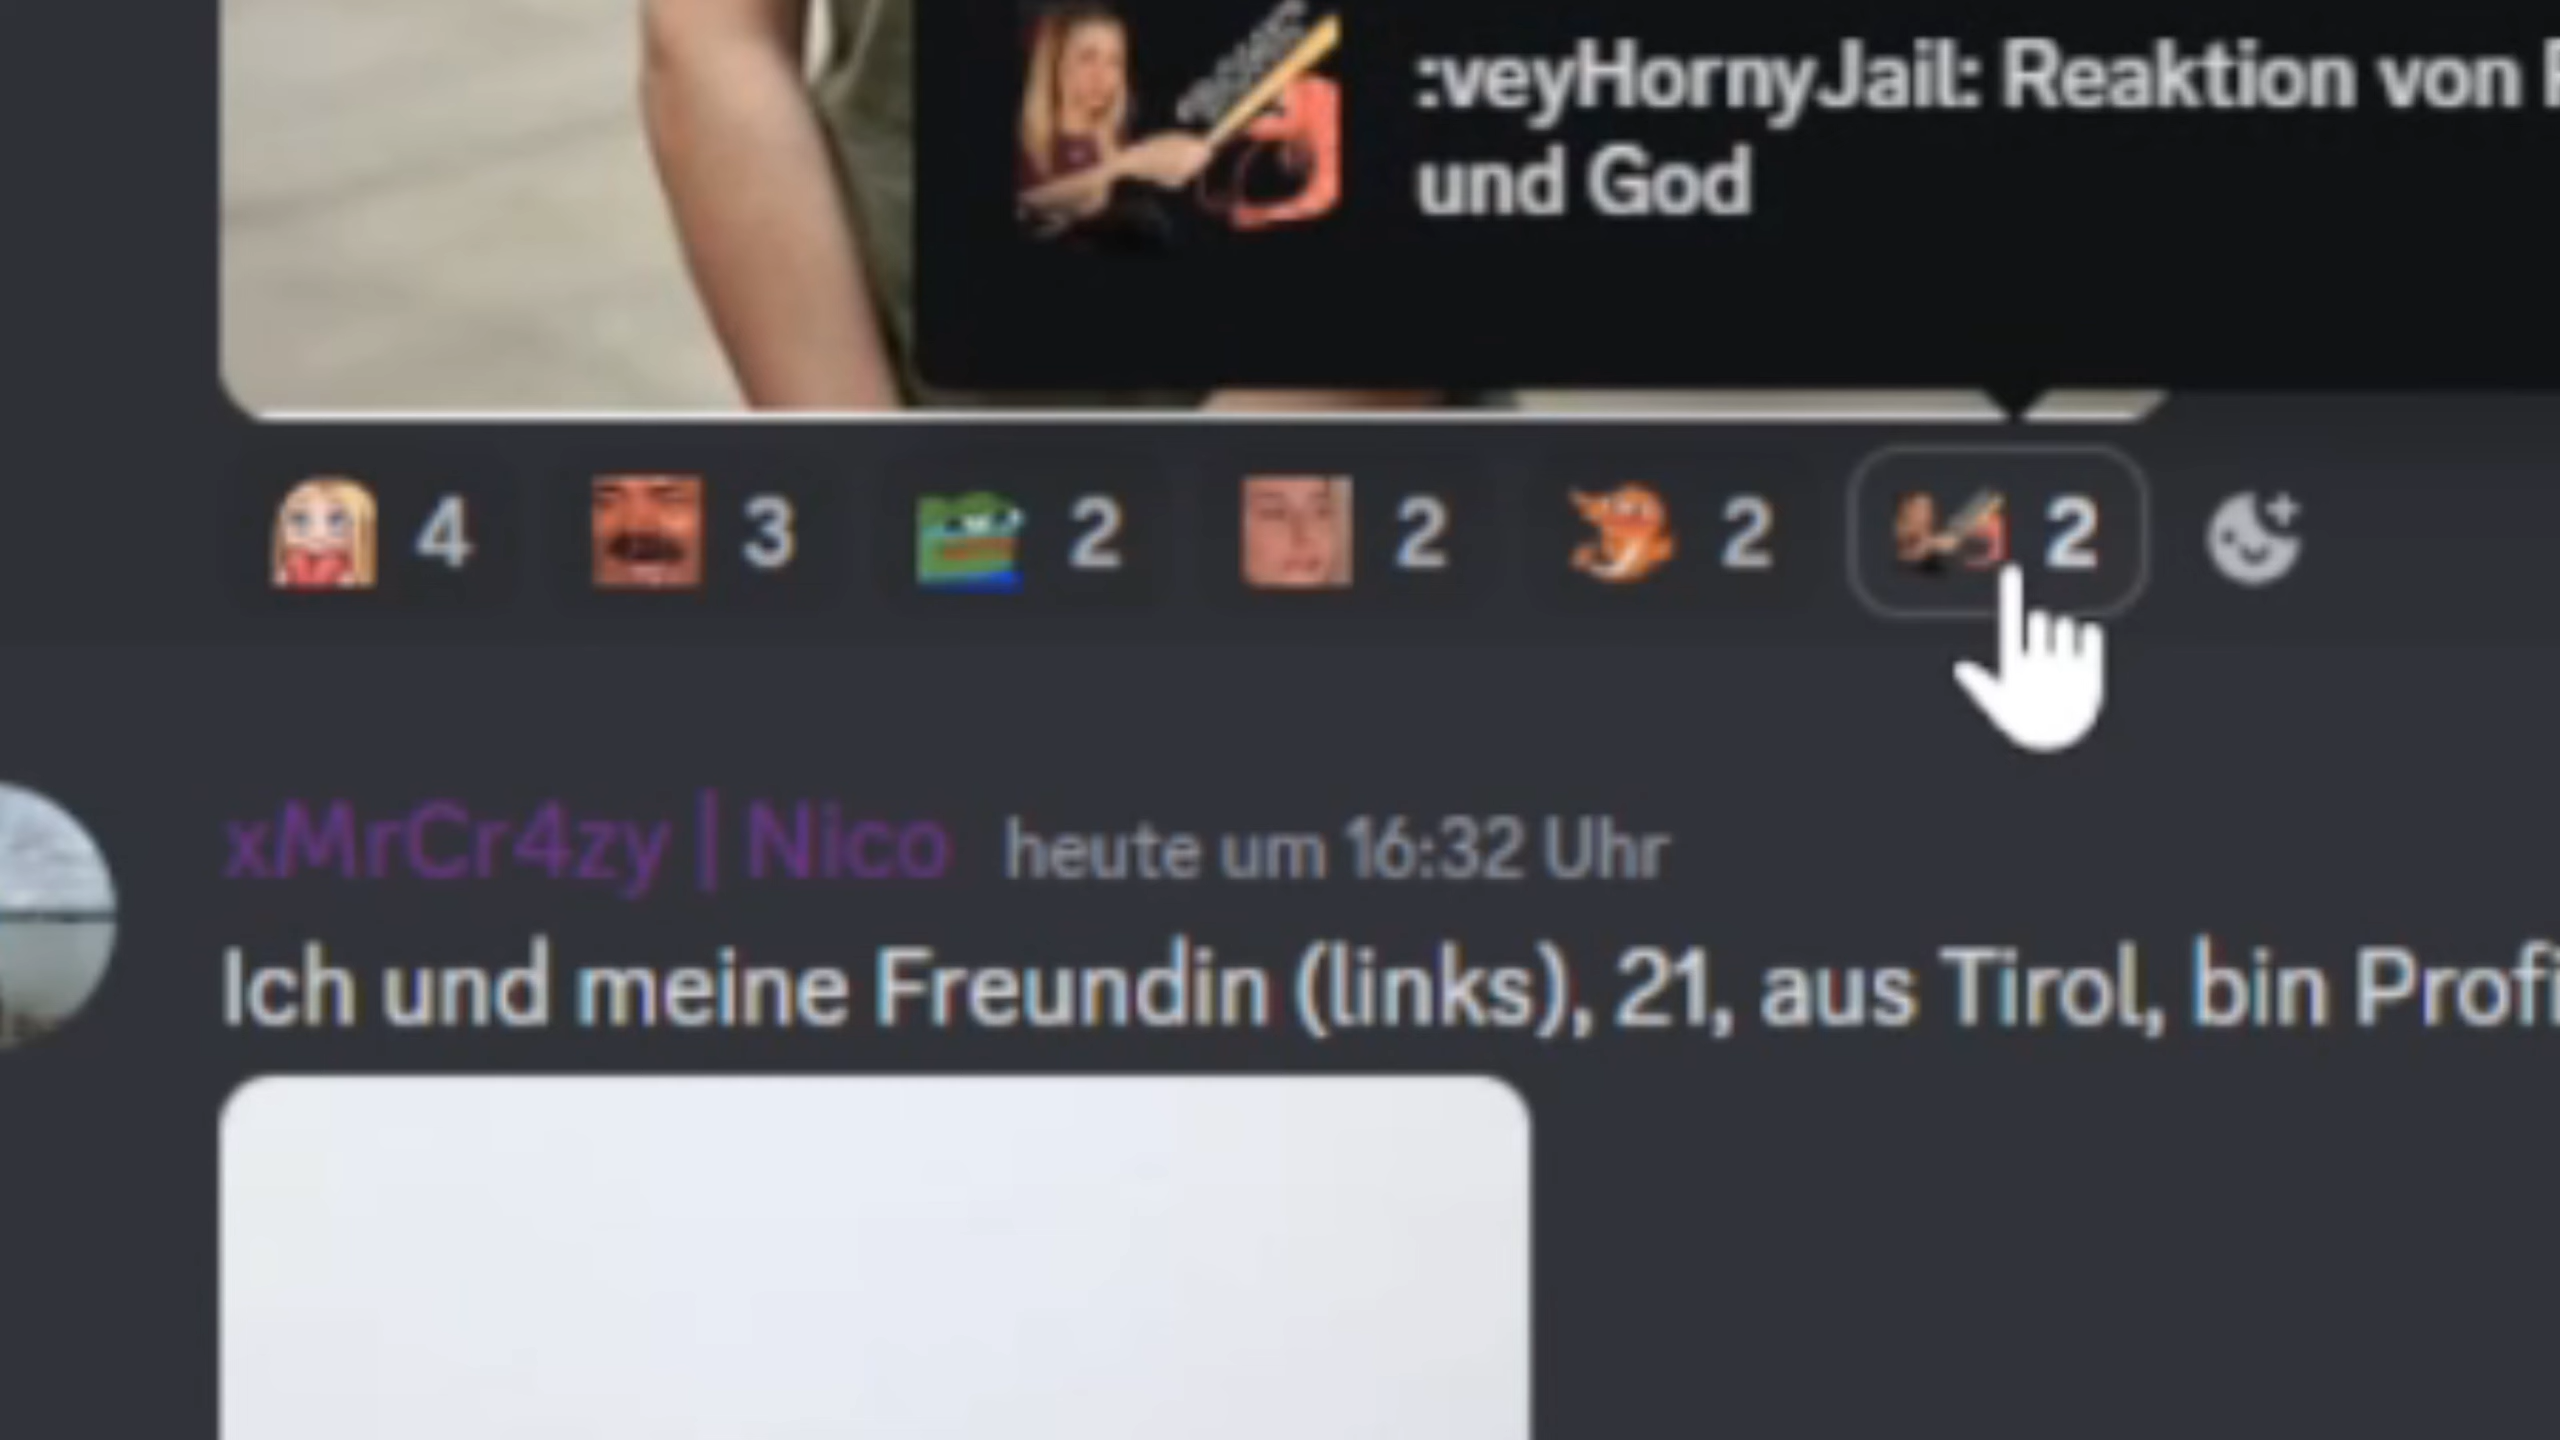 :veyHornyJail: Reaktion von
und God
4 3 2 2 2 2
xMrCr4zy | Nico heute um 16:32 Uhr
Ich und meine Freundin (links), 21, aus Tirol, bin Profi